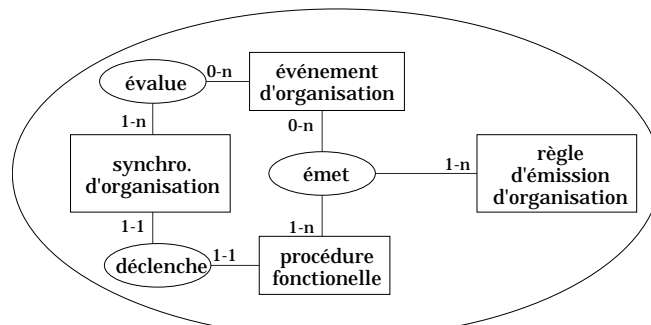 évalue
0-n
événement
d'organisation
1-n
0-n
synchro.
d'organisation
émet
1-n
règle
d'émission
d'organisation
1-1
1-n
déclenche
1-1
procédure
fonctionelle